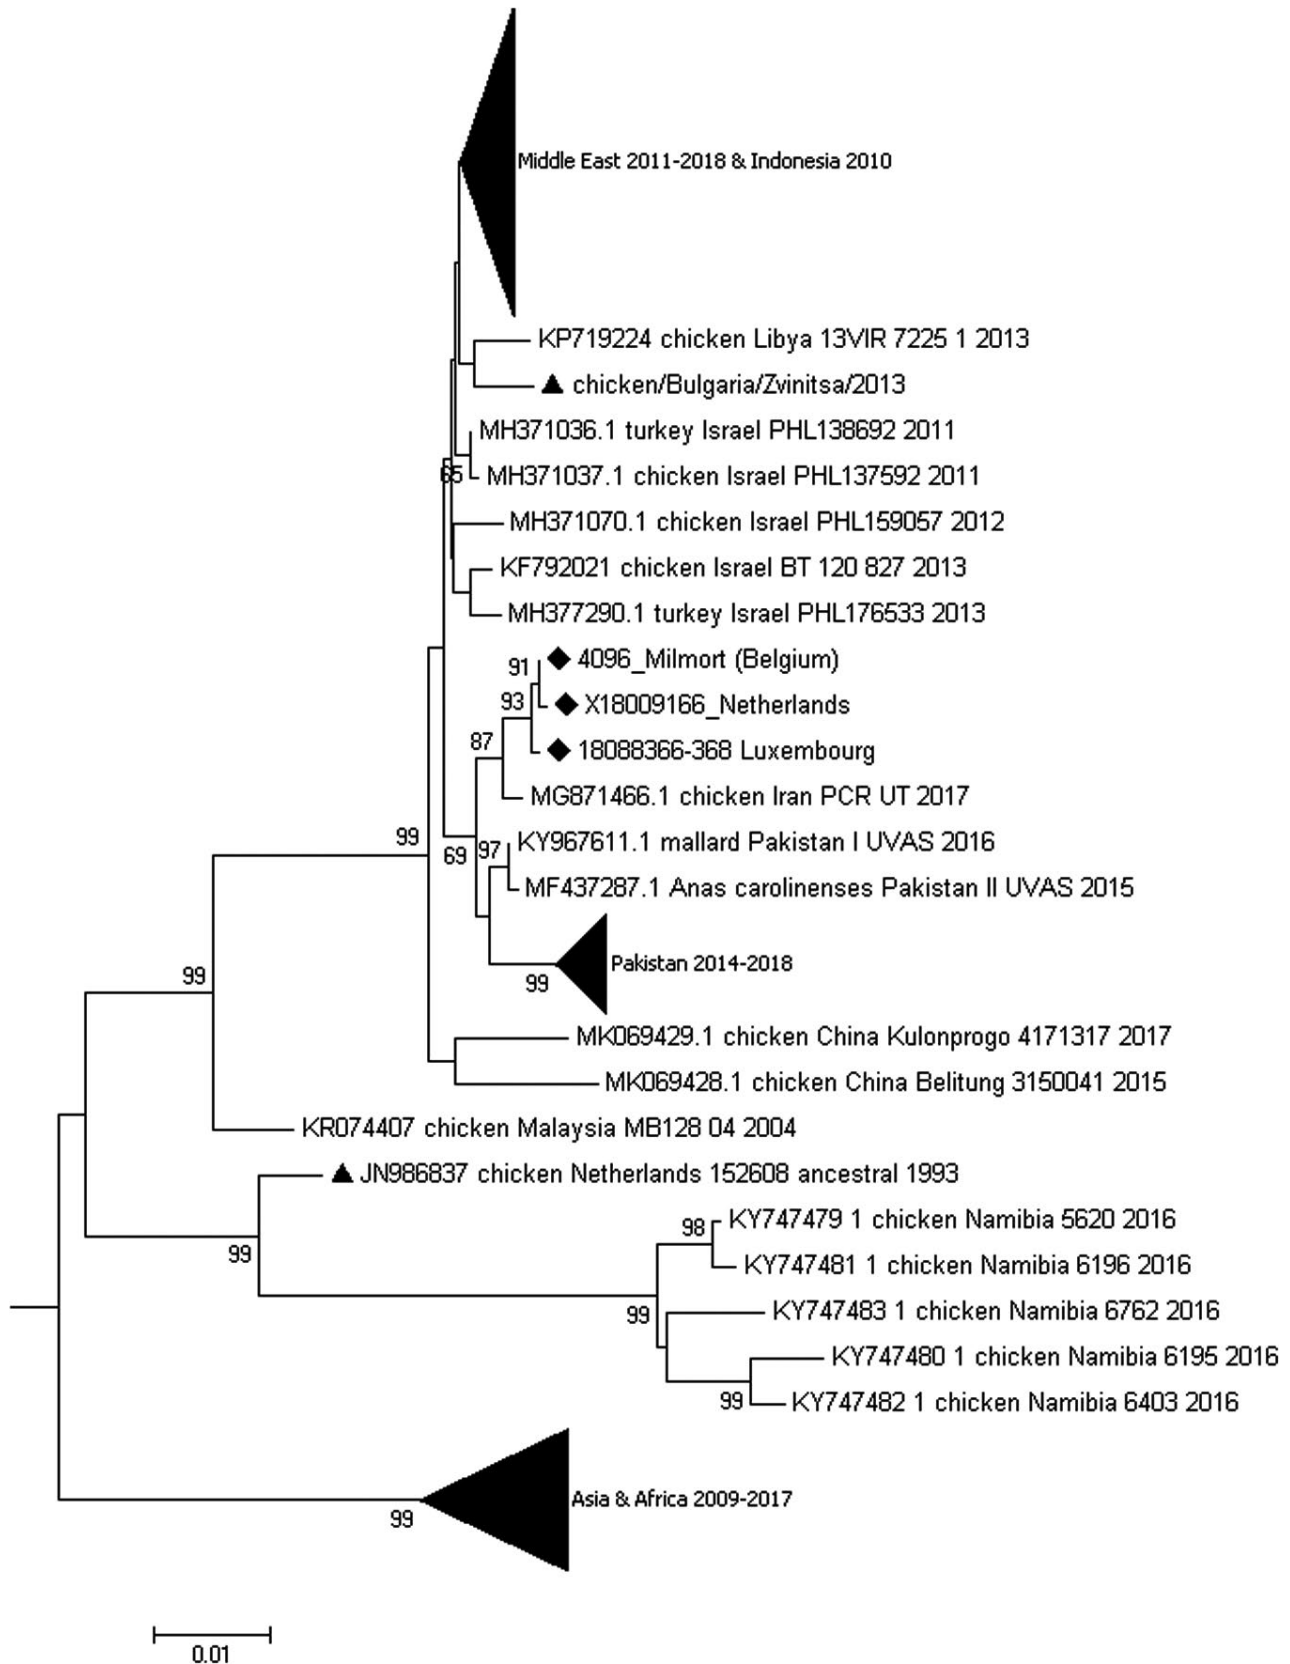 Middle East 2011-2018 & Indonesia 2010
KP719224 chicken Libya 13VIR 7225 1 2013
chicken/Bulgaria/Zvinitsa/2013
MH371036.1 turkey Israel PHL138692 2011
65
MH371037.1 chicken Israel PHL137592 2011
MH371070.1 chicken Israel PHL159057 2012
KF792021 chicken Israel BT 120 827 2013
MH377290.1 turkey Israel PHL176533 2013
91
4096_Milmort (Belgium)
93
X18009166_Netherlands
87
18088366-368 Luxembourg
MG871466.1 chicken Iran PCR UT 2017
99
69
97
KY967611.1 mallard Pakistan I UVAS 2016
MF437287.1 Anas carolinenses Pakistan II UVAS 2015
Pakistan 2014-2018
99
99
MK069429.1 chicken China Kulonprogo 4171317 2017
MK069428.1 chicken China Belitung 3150041 2015
KR074407 chicken Malaysia MB128 04 2004
JN986837 chicken Netherlands 152608 ancestral 1993
99
98
KY747479 1 chicken Namibia 5620 2016
KY747481 1 chicken Namibia 6196 2016
99
KY747483 1 chicken Namibia 6762 2016
KY747480 1 chicken Namibia 6195 2016
99
KY747482 1 chicken Namibia 6403 2016
Asia & Africa 2009-2017
99
0.01